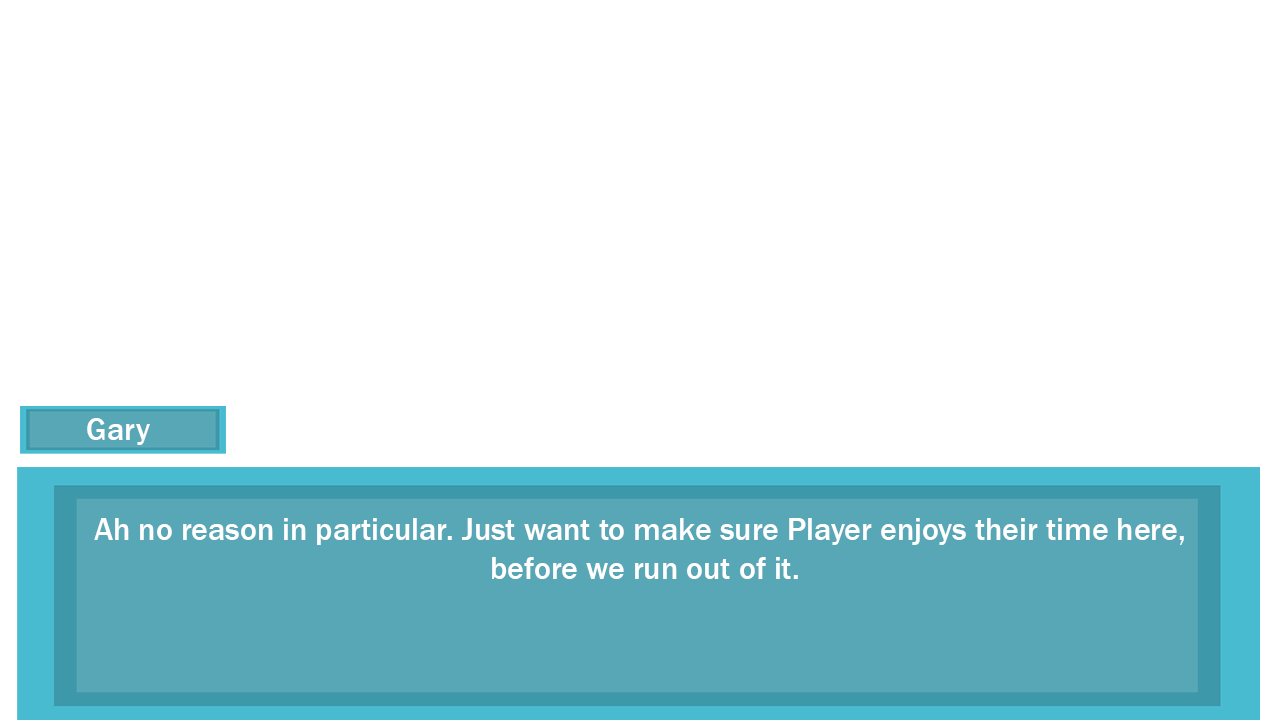 Gary
Ah no reason in particular. Just want to make sure Player enjoys their time here,
before we run out of it.